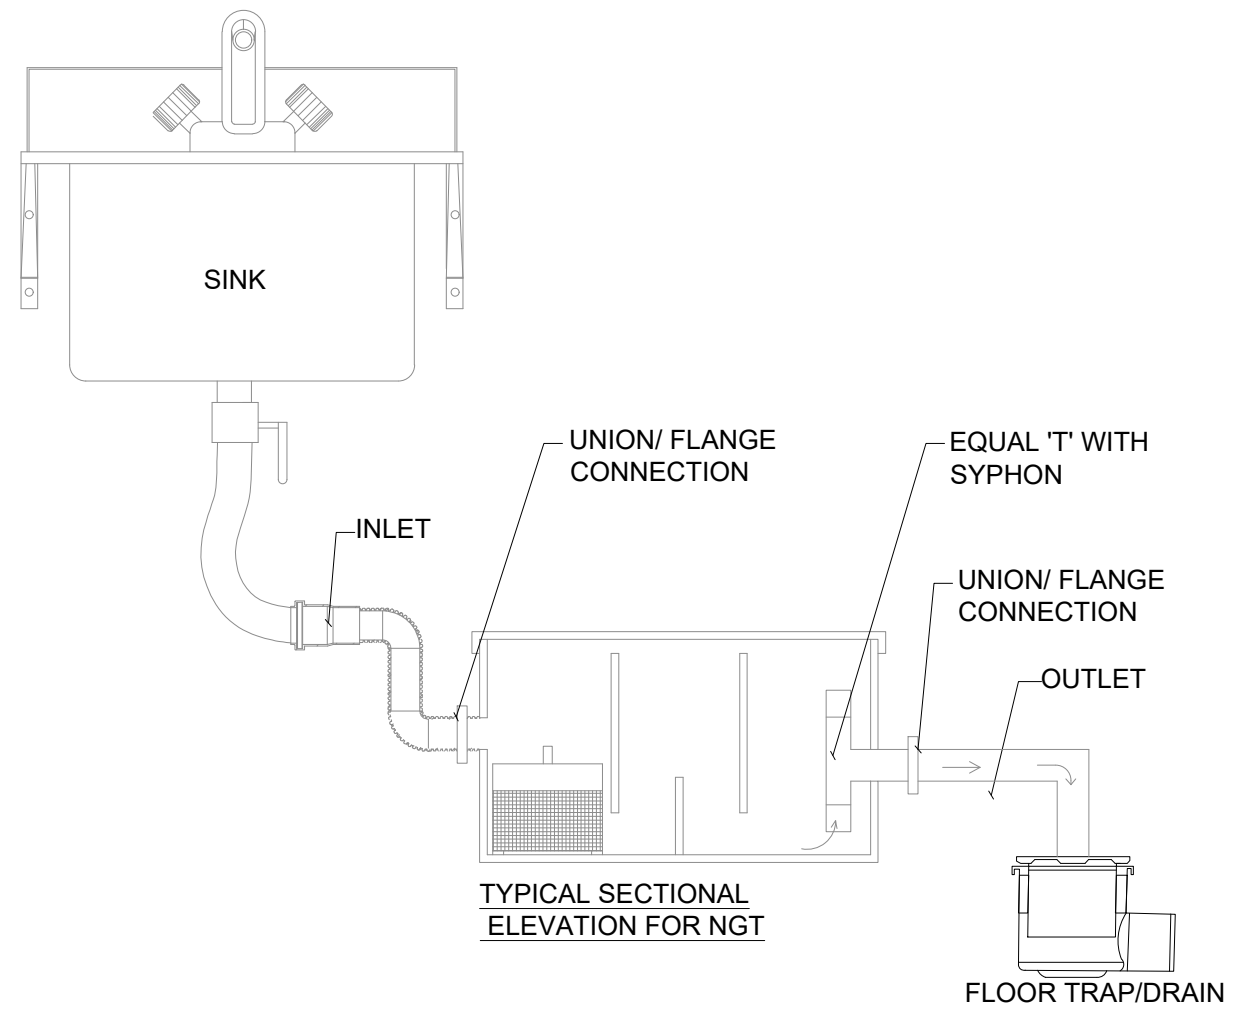 SINK
UNION/ FLANGE
CONNECTION
EQUAL 'T' WITH
SYPHON
INLET
UNION/ FLANGE
CONNECTION
OUTLET
TYPICAL SECTIONAL
ELEVATION FOR NGT
FLOOR TRAP/DRAIN